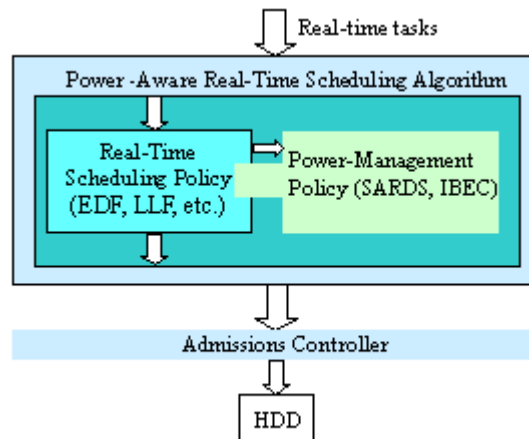 Real-time tasks
Power -Aware Real-Time Scheduling Algorithm
Real-Time
Scheduling Policy
(EDF, LLF, etc.)
Power-Management
Policy (SARDS, IBEC)
Admissions Controller
HDD